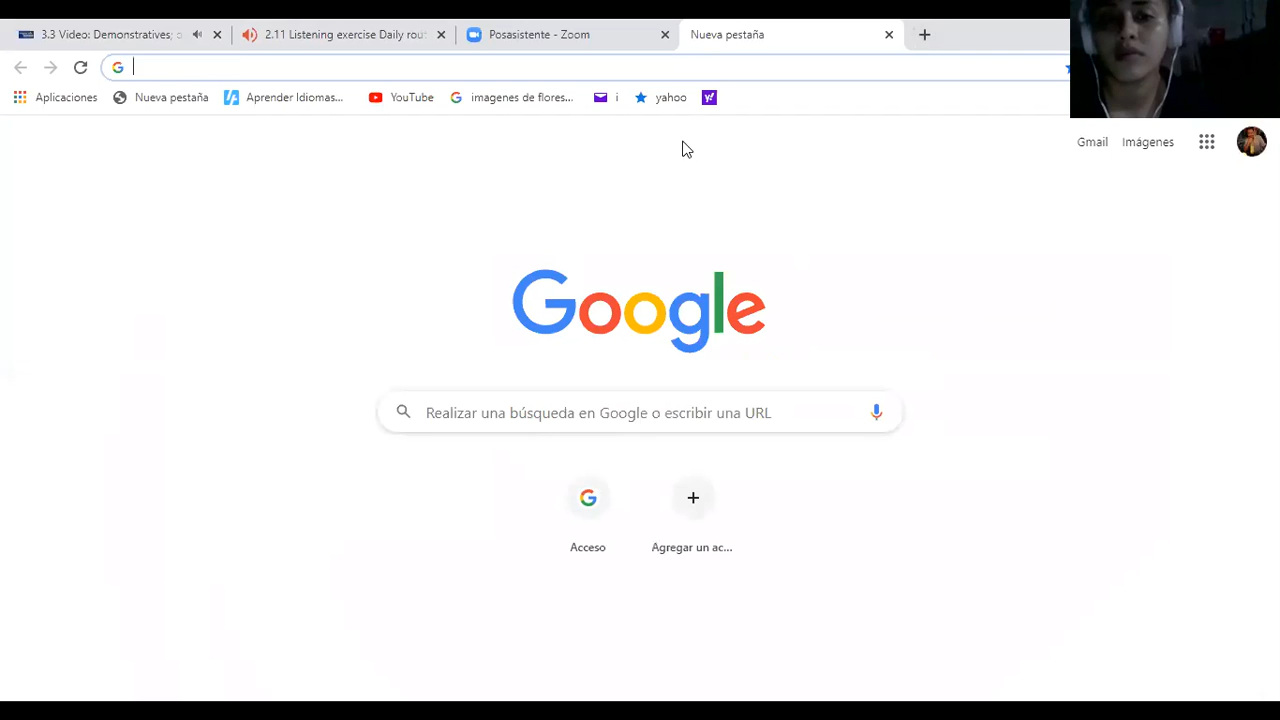 3.3 Video: Demonstratives; c
2.11 Listening exercise Daily rout
Posasistente - Zoom
Nueva pestaña
Aplicaciones
Nueva pestaña
Aprender Idiomas...
YouTube
imagenes de flores...
i
yahoo
Gmail
Imágenes
Google
Realizar una búsqueda en Google o escribir una URL
Acceso
Agregar un ac...